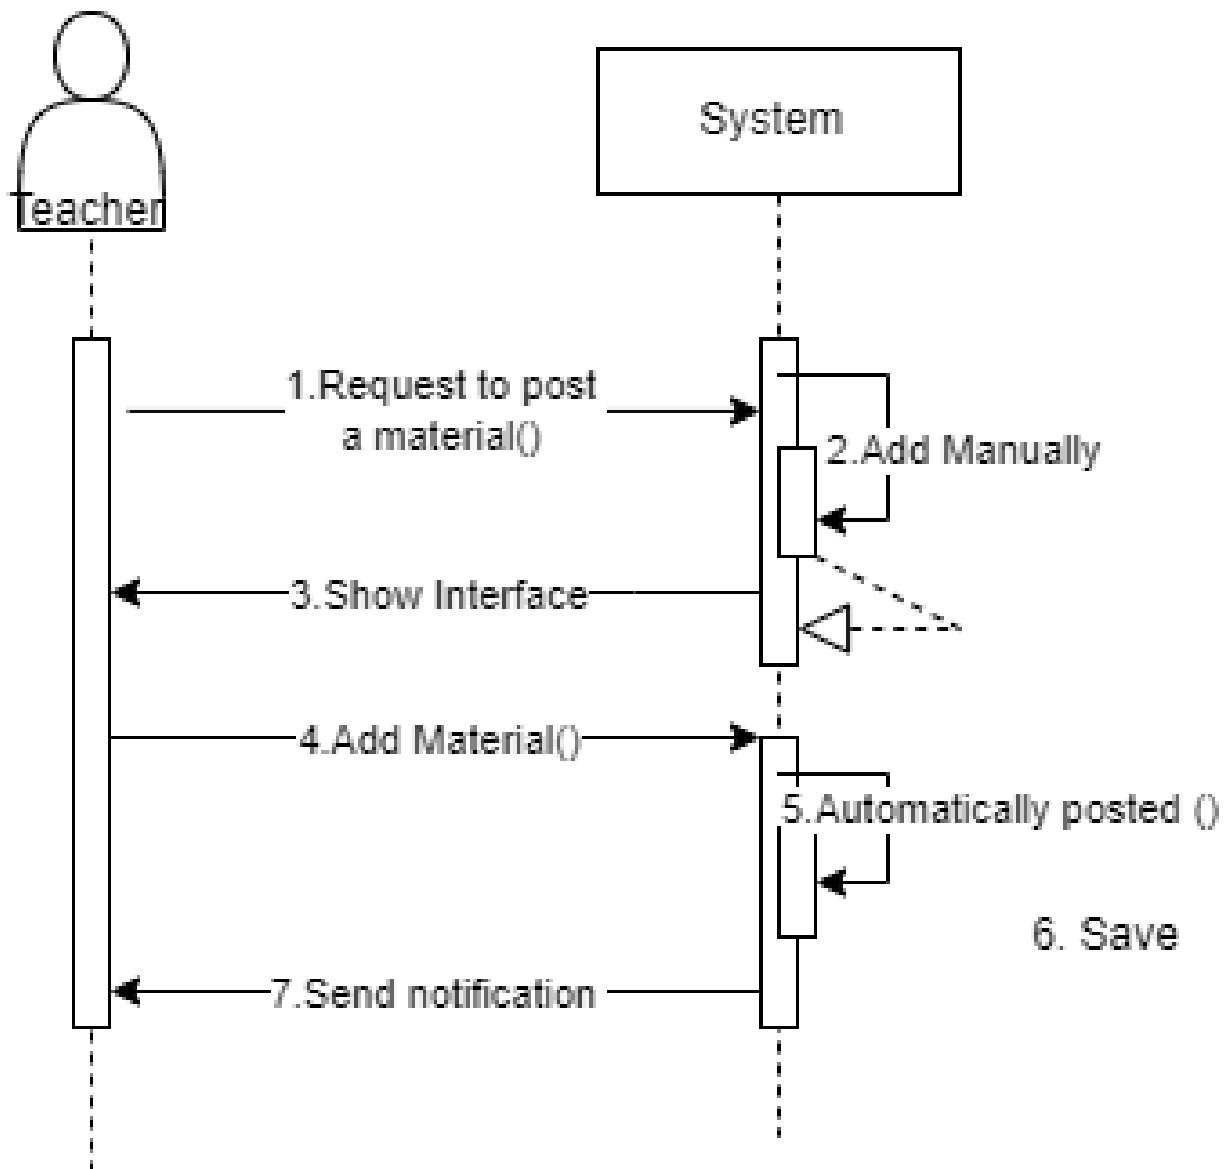 Teacher
System
1.Request to post
a material()
2.Add Manually
3.Show Interface
4.Add Material()
5.Automatically posted ()
6. Save
7.Send notification